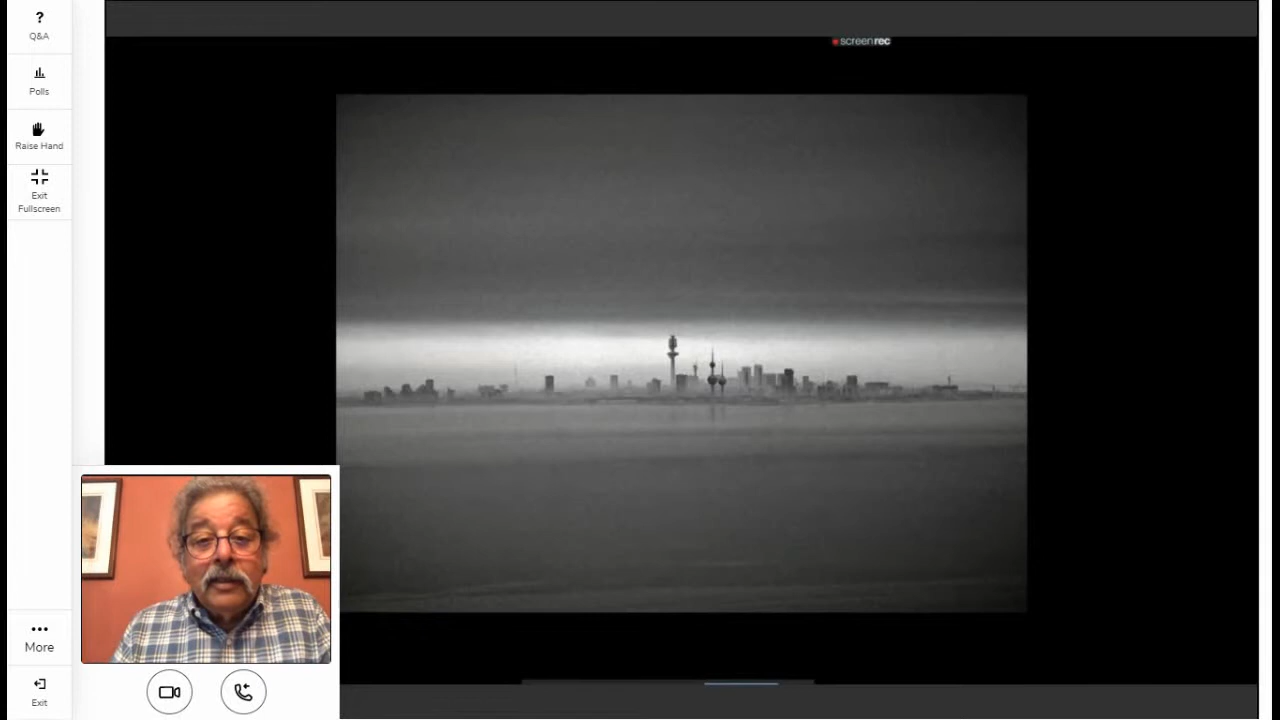 Q&A
Polls
Raise Hand
Exit
Fullscreen
More
Exit
screenrec